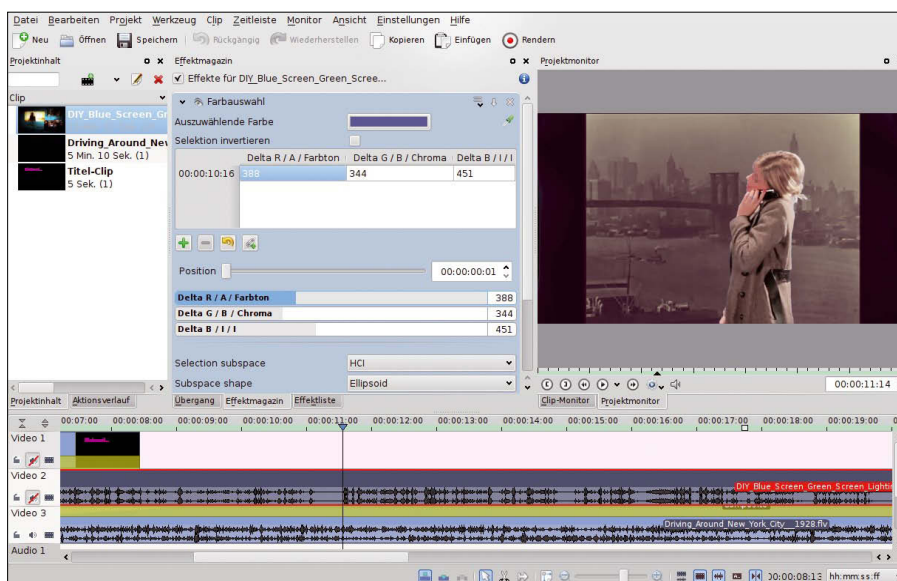 Datei Bearbeiten Projekt Werkzeug Clip Zeitleiste Monitor Ansicht Einstellungen Hilfe
Neu Öffnen Speichern Rückgängig Wiederherstellen Kopieren Einfügen Rendern
Projektinhalt
Clip
DIY_Blue_Screen_Gr
Driving_Around_Nev
5 Min. 10 Sek. (1)
Titel-Clip
5 Sek. (1)
Projektinhalt Aktionsverlauf
Effektmagazin
Effekte für DIY_Blue_Screen_Green_Scree...
Farbauswahl
Auszuwählende Farbe
Selektion invertieren
Delta R / A / Farbton Delta G / B / Chroma Delta B / I / I
00:00:10:16 388 344 451
Position 00:00:00:01
Delta R / A / Farbton 388
Delta G / B / Chroma 344
Delta B / I / I 451
Selection subspace HCI
Subspace shape Ellipsoid
Übergang Effektmagazin Effektliste
Projektmonitor
00:00:11:14
Clip-Monitor Projektmonitor
00:07:00 00:00:08:00 00:00:09:00 00:00:10:00 00:00:11:00 00:00:12:00 00:00:13:00 00:00:14:00 00:00:15:00 00:00:16:00 00:00:17:00 00:00:18:00 00:00:19:00
Video 1
Video 2
DIY_Blue_Screen_Green_Screen_Lightin
Video 3
Driving_Around_New_York_City__1928.flv
Audio 1
00:00:08:13 hh:mm:ss:ff